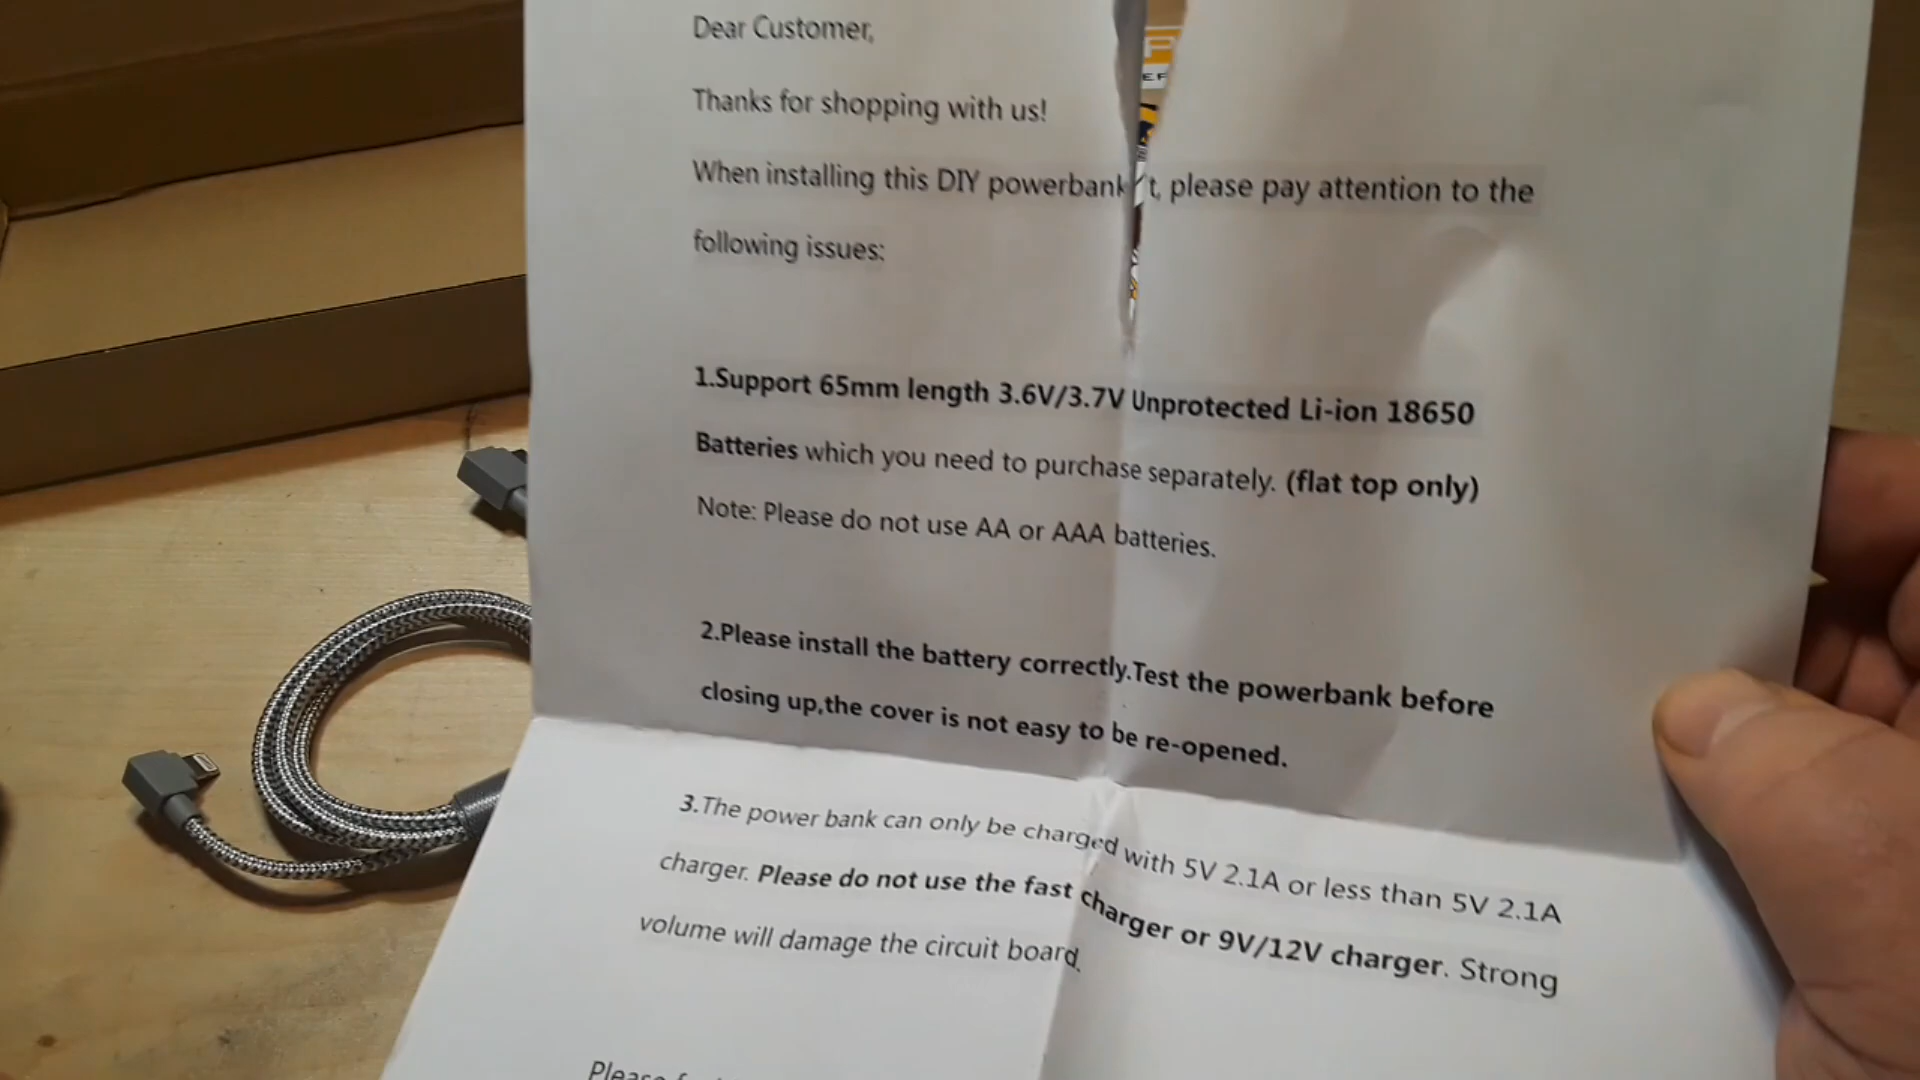 Dear Customer,
Thanks for shopping with us!
When installing this DIY powerbank t, please pay attention to the
following issues:
1.Support 65mm length 3.6V/3.7V Unprotected Li-ion 18650
Batteries which you need to purchase separately. (flat top only)
Note: Please do not use AA or AAA batteries.
2.Please install the battery correctly.Test the powerbank before
closing up,the cover is not easy to be re-opened.
3.The power bank can only be charged with 5V 2.1A or less than 5V 2.1A
charger. Please do not use the fast charger or 9V/12V charger. Strong
volume will damage the circuit board.
Please